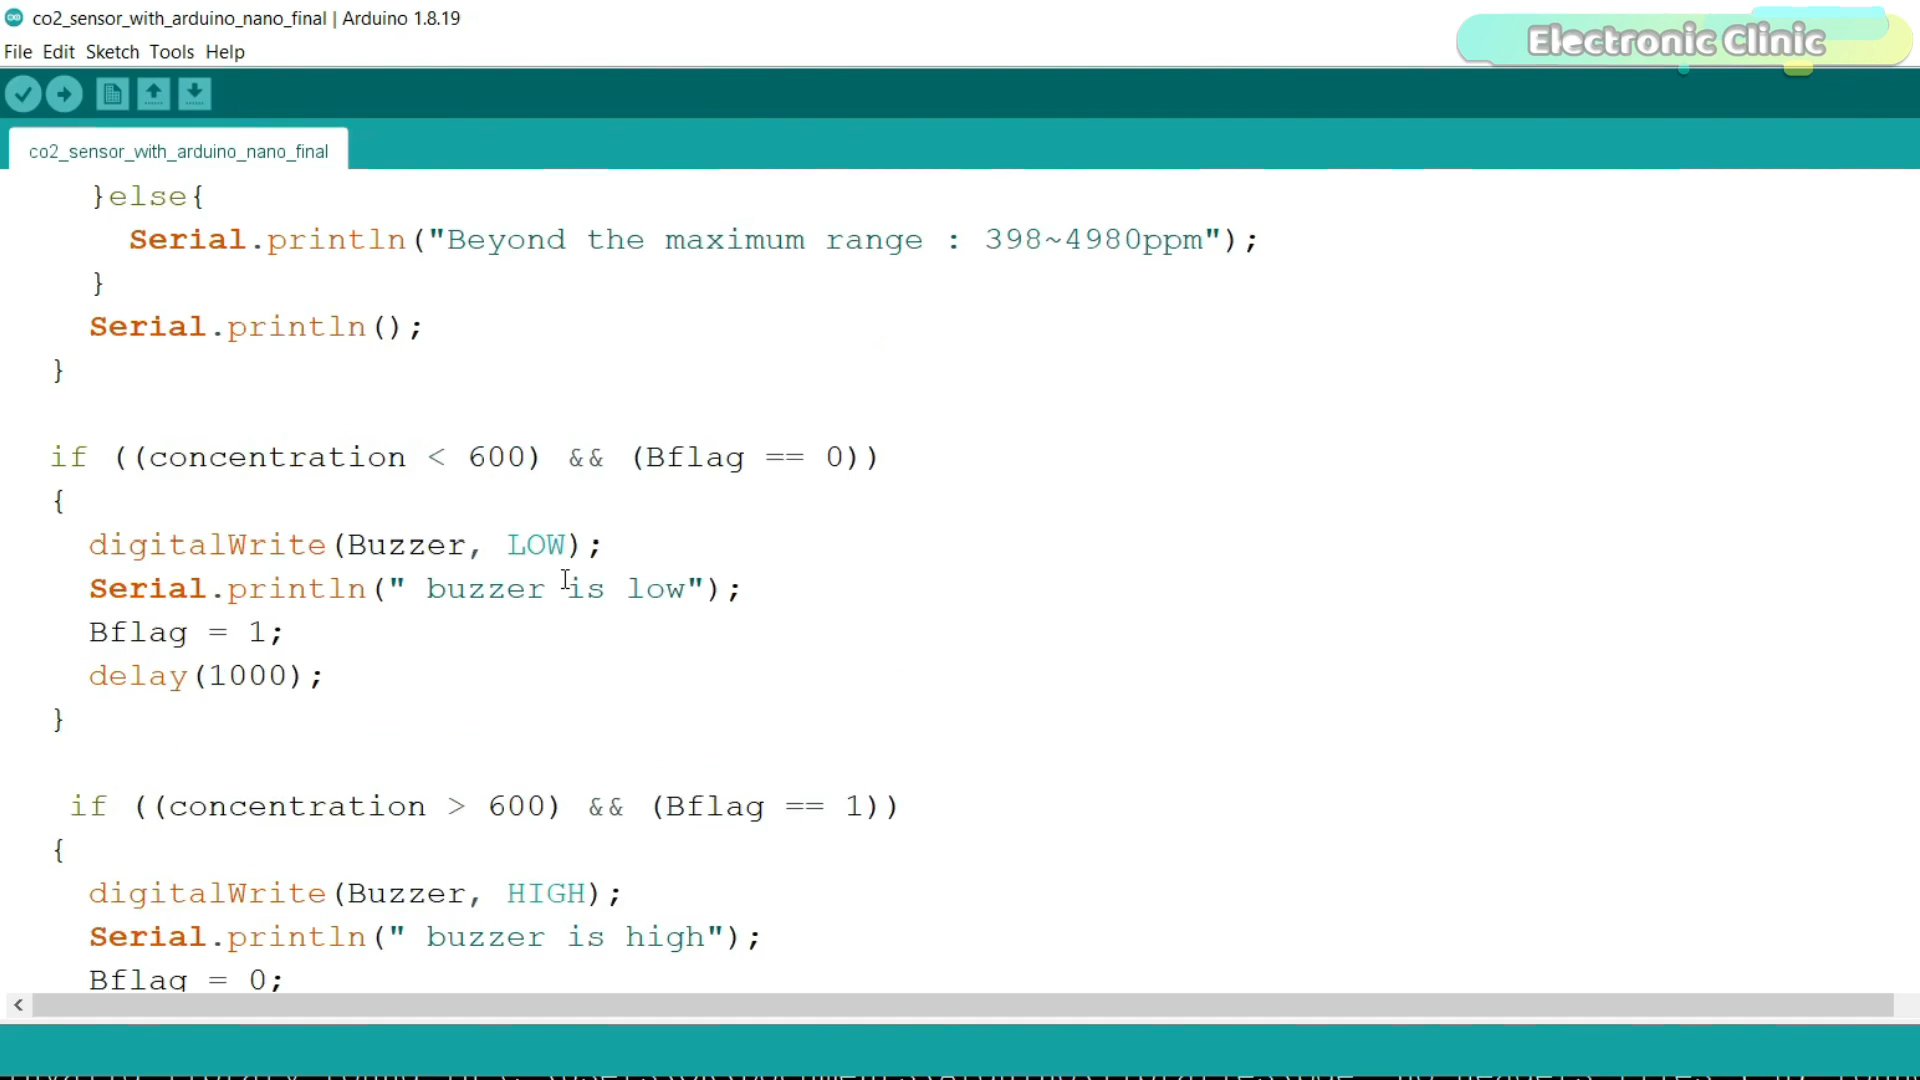 co2_sensor_with_arduino_nano_final | Arduino 1.8.19
File Edit Sketch Tools Help
Electronic Clinic
co2_sensor_with_arduino_nano_final
}else{
Serial.println("Beyond the maximum range : 398~4980ppm");
}
Serial.println();
}
if ((concentration < 600) && (Bflag == 0))
{
digitalWrite(Buzzer, LOW);
Serial.println(" buzzer is low");
Bflag = 1;
delay(1000);
}
if ((concentration > 600) && (Bflag == 1))
{
digitalWrite(Buzzer, HIGH);
Serial.println(" buzzer is high");
Bflag = 0;